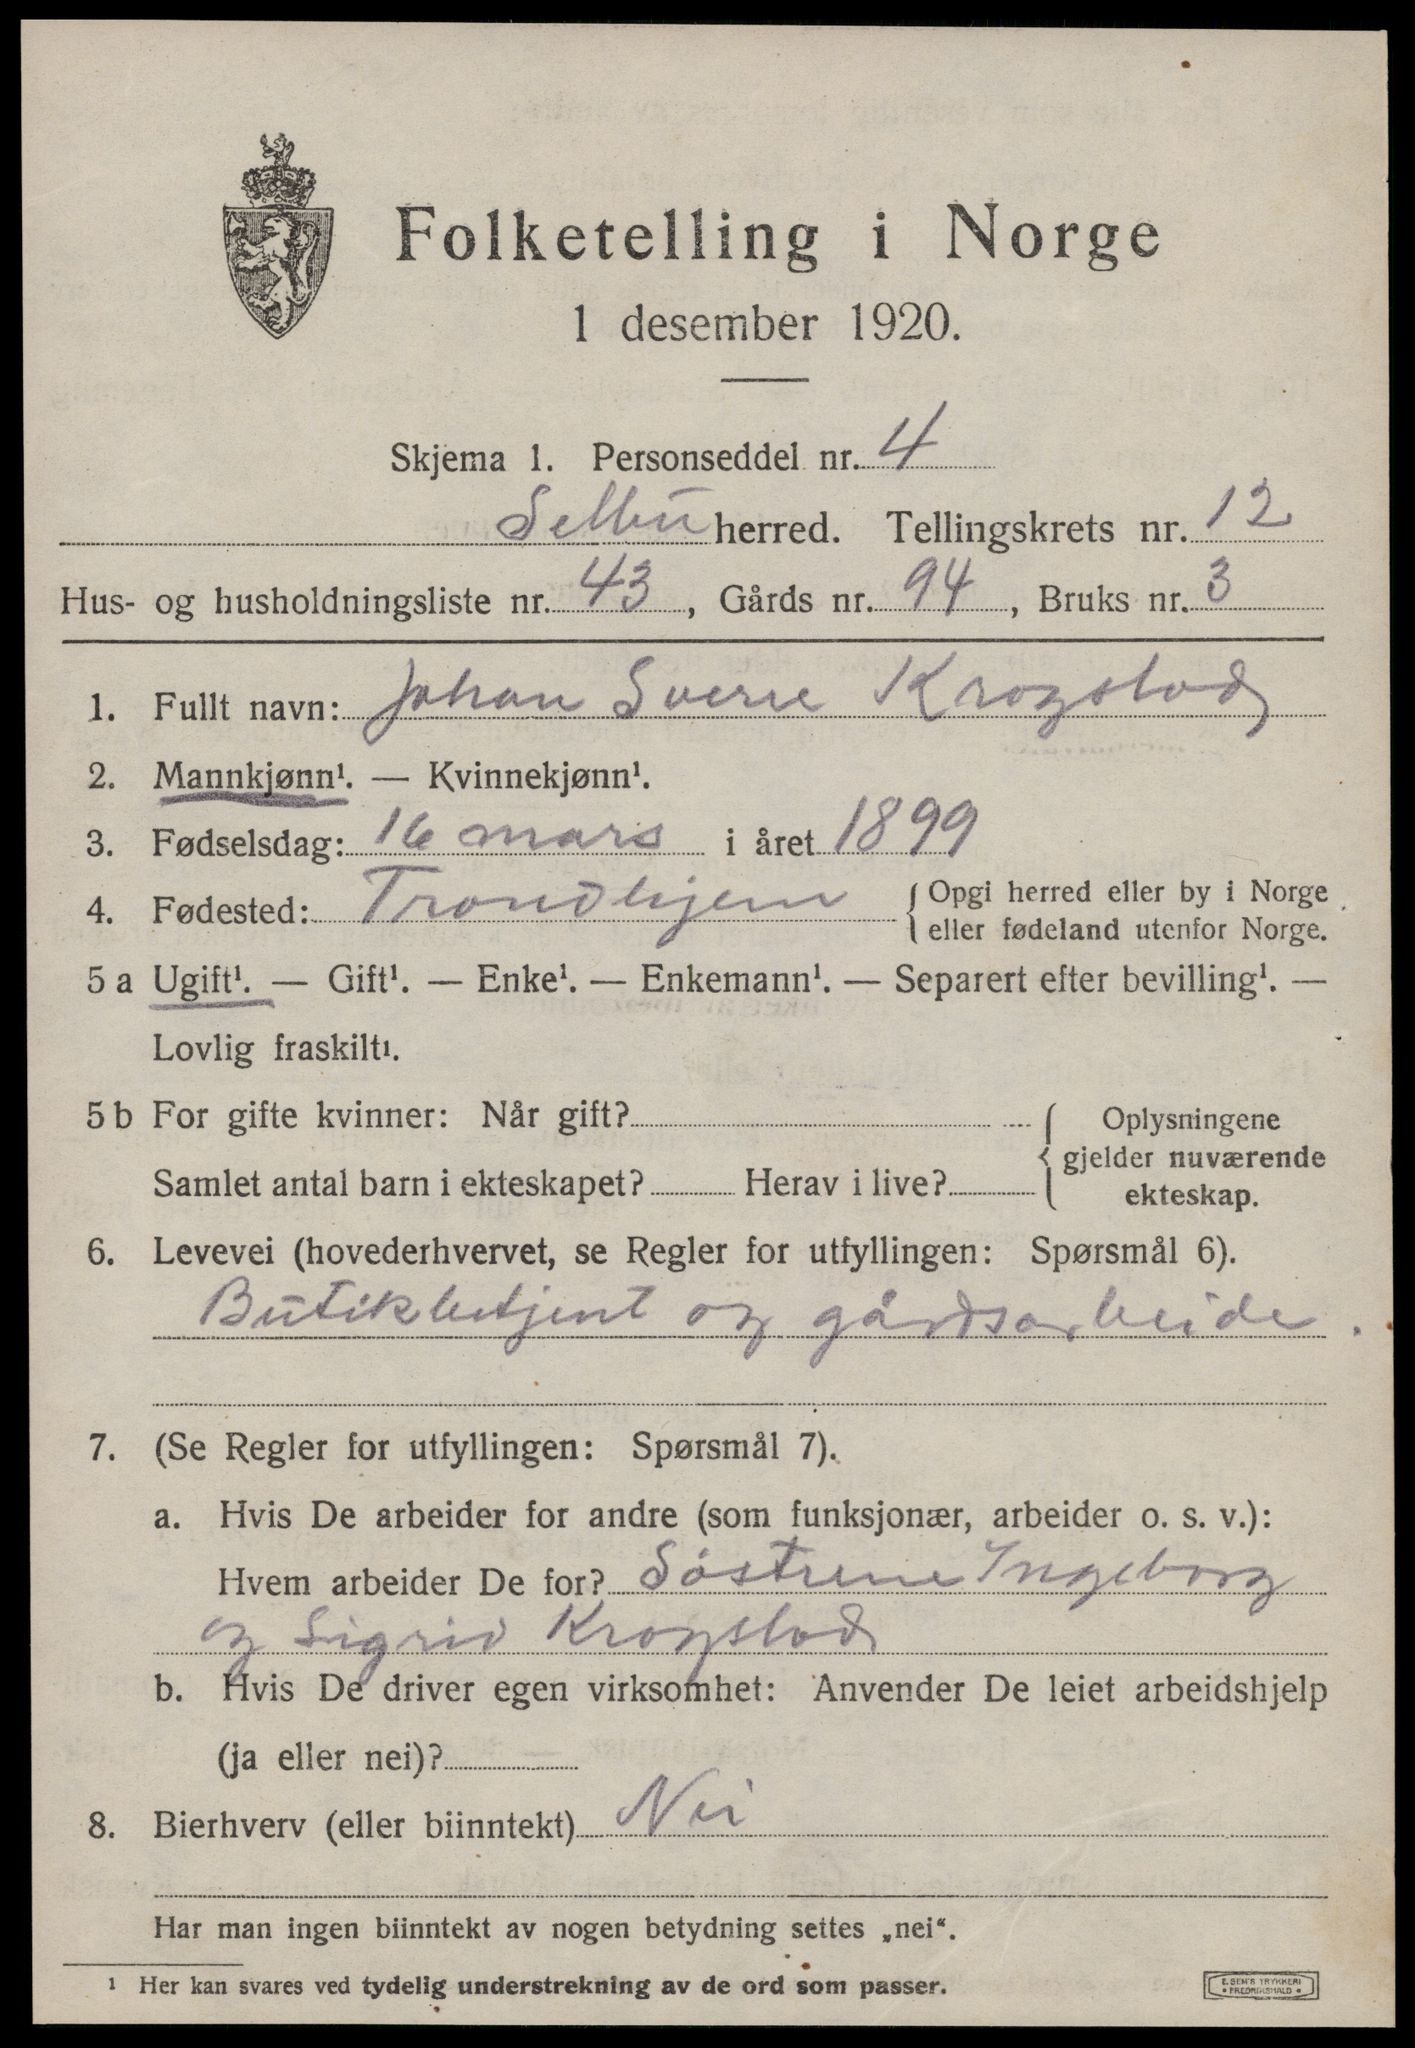 Folketelling i Norge
1 desember 1920.
Skjema 1. Personseddel nr. 4
Selbu herred. Tellingskrets nr. 12
Hus- og husholdningsliste nr. 43, Gårds nr. 94, Bruks nr. 3
1. Fullt navn: Johan Sverre Krogstad
2. Mannkjønn¹. — Kvinnekjønn¹.
3. Fødselsdag: 16 mars i året 1899
4. Fødested: Trondhjem { Opgi herred eller by i Norge
eller fødeland utenfor Norge.
5 a Ugift¹. — Gift¹. — Enke¹. — Enkemann¹. — Separert efter bevilling¹. —
Lovlig fraskilt¹.
5 b For gifte kvinner: Når gift? { Oplysningene
gjelder nuværende
Samlet antal barn i ekteskapet? Herav i live? ekteskap.
6. Levevei (hovederhvervet, se Regler for utfyllingen: Spørsmål 6).
Butikbetjent og gårdsarbeide.
7. (Se Regler for utfyllingen: Spørsmål 7).
a. Hvis De arbeider for andre (som funksjonær, arbeider o. s. v.):
Hvem arbeider De for? Søstrene Ingeborg
og Sigrid Krogstad
b. Hvis De driver egen virksomhet: Anvender De leiet arbeidshjelp
(ja eller nei)?
8. Bierhverv (eller biinntekt) Nei
Har man ingen biinntekt av nogen betydning settes „nei“.
¹ Her kan svares ved tydelig understrekning av de ord som passer.
E. SEM'S TRYKKERI
• FREDRIKSHALD •